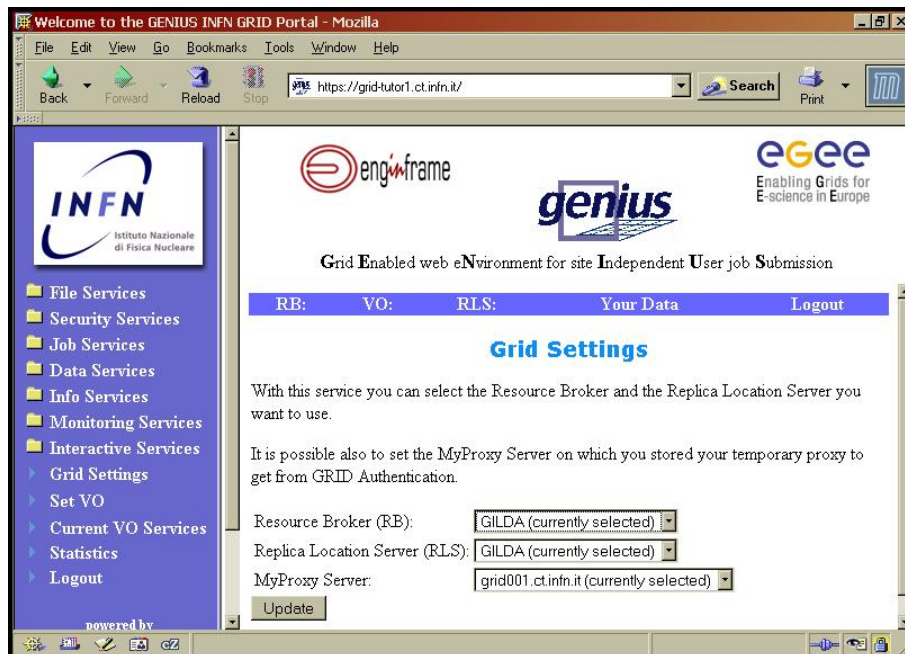 Welcome to the GENIUS INFN GRID Portal - Mozilla
File Edit View Go Bookmarks Tools Window Help
Back Forward Reload Stop https://grid-tutor1.ct.infn.it/ Search Print
INFN
Istituto Nazionale
di Fisica Nucleare
enginframe
genius
eGee
Enabling Grids for
E-science in Europe
Grid Enabled web eNvironment for site Independent User job Submission
File Services
Security Services
Job Services
Data Services
Info Services
Monitoring Services
Interactive Services
Grid Settings
Set VO
Current VO Services
Statistics
Logout
powered by
RB: VO: RLS: Your Data Logout
Grid Settings
With this service you can select the Resource Broker and the Replica Location Server you
want to use.
It is possible also to set the MyProxy Server on which you stored your temporary proxy to
get from GRID Authentication.
Resource Broker (RB): GILDA (currently selected)
Replica Location Server (RLS): GILDA (currently selected)
MyProxy Server: grid001.ct.infn.it (currently selected)
Update